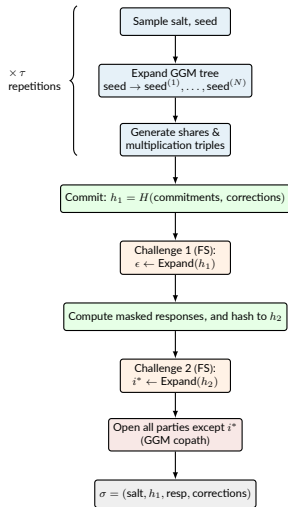 Sample salt, seed
× τ
repetitions
Expand GGM tree
seed → seed⁽¹⁾, . . . , seed⁽ᴺ⁾
Generate shares &
multiplication triples
Commit: h₁ = H(commitments, corrections)
Challenge 1 (FS):
ϵ ← Expand(h₁)
Compute masked responses, and hash to h₂
Challenge 2 (FS):
i* ← Expand(h₂)
Open all parties except i*
(GGM copath)
σ = (salt, h₁, resp, corrections)